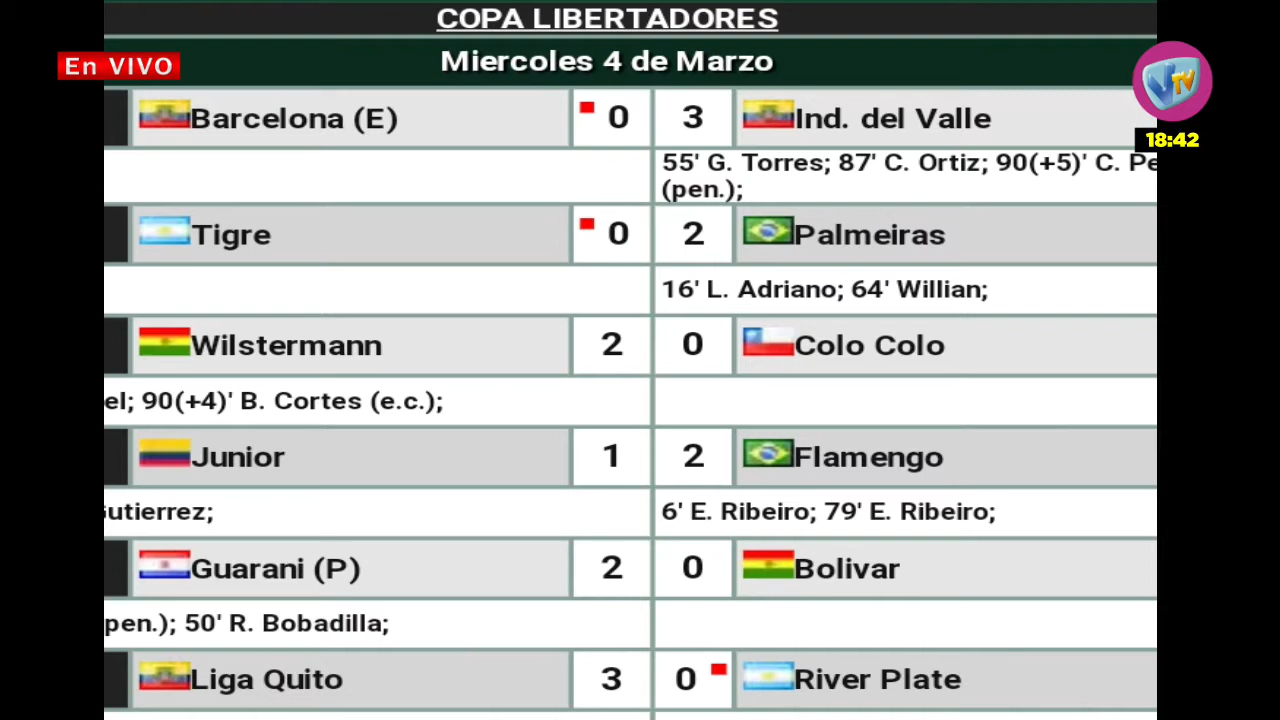 COPA LIBERTADORES
Miercoles 4 de Marzo
En VIVO
VTV
18:42
Barcelona (E) 0 3 Ind. del Valle
55' G. Torres; 87' C. Ortiz; 90(+5)' C.
(pen.);
Tigre 0 2 Palmeiras
16' L. Adriano; 64' Willian;
Wilstermann 2 0 Colo Colo
el; 90(+4)' B. Cortes (e.c.);
Junior 1 2 Flamengo
utierrez; 6' E. Ribeiro; 79' E. Ribeiro;
Guarani (P) 2 0 Bolivar
pen.); 50' R. Bobadilla;
Liga Quito 3 0 River Plate